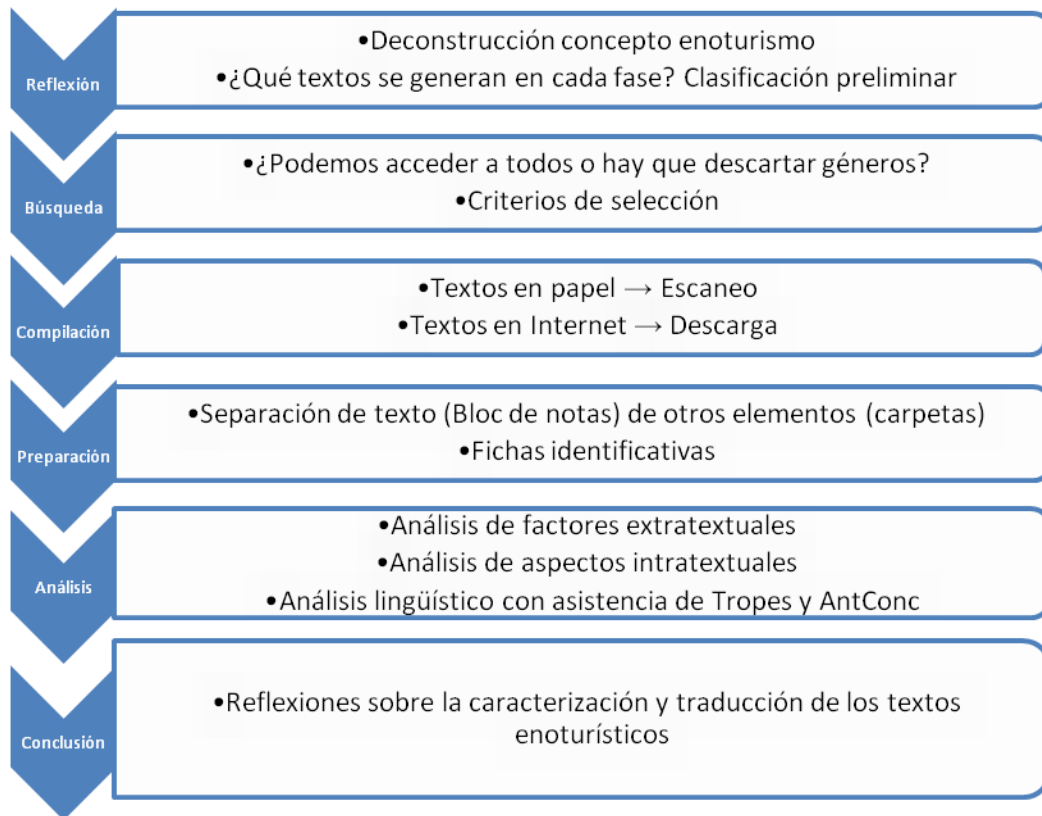 Reflexión
•Deconstrucción concepto enoturismo
•¿Qué textos se generan en cada fase? Clasificación preliminar
Búsqueda
•¿Podemos acceder a todos o hay que descartar géneros?
•Criterios de selección
Compilación
•Textos en papel → Escaneo
•Textos en Internet → Descarga
Preparación
•Separación de texto (Bloc de notas) de otros elementos (carpetas)
•Fichas identificativas
Análisis
•Análisis de factores extratextuales
•Análisis de aspectos intratextuales
•Análisis lingüístico con asistencia de Tropes y AntConc
Conclusión
•Reflexiones sobre la caracterización y traducción de los textos
enoturísticos